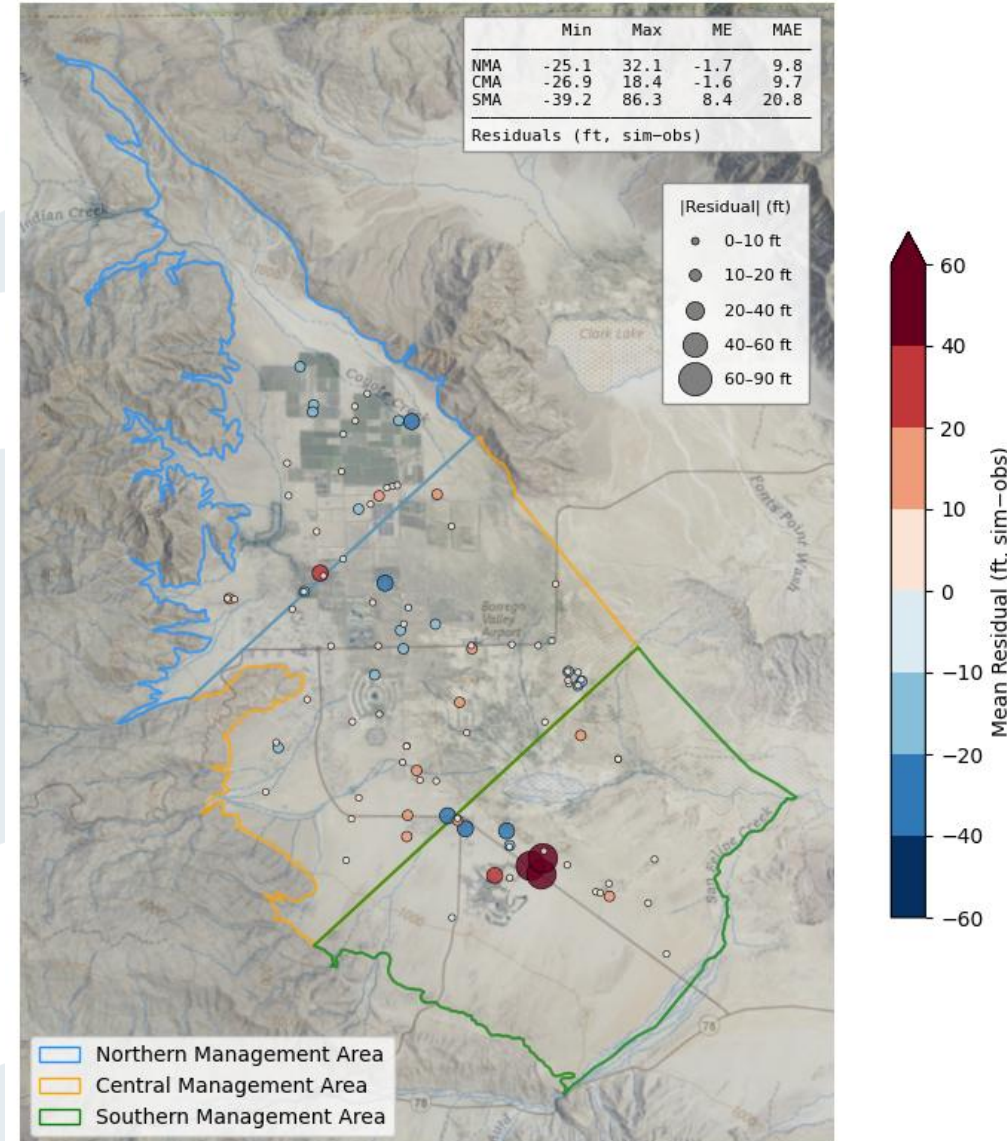 Min Max ME MAE
NMA -25.1 32.1 -1.7 9.8
CMA -26.9 18.4 -1.6 9.7
SMA -39.2 86.3 8.4 20.8
Residuals (ft, sim−obs)
|Residual| (ft)
0–10 ft
10–20 ft
20–40 ft
40–60 ft
60–90 ft
Indian Creek
Clark Lake
Coyote Creek
Fonts Point Wash
Borrego
Valley
Airport
San Felipe Creek
78
78
60
40
20
10
0
−10
−20
−40
−60
Mean Residual (ft, sim−obs)
Northern Management Area
Central Management Area
Southern Management Area